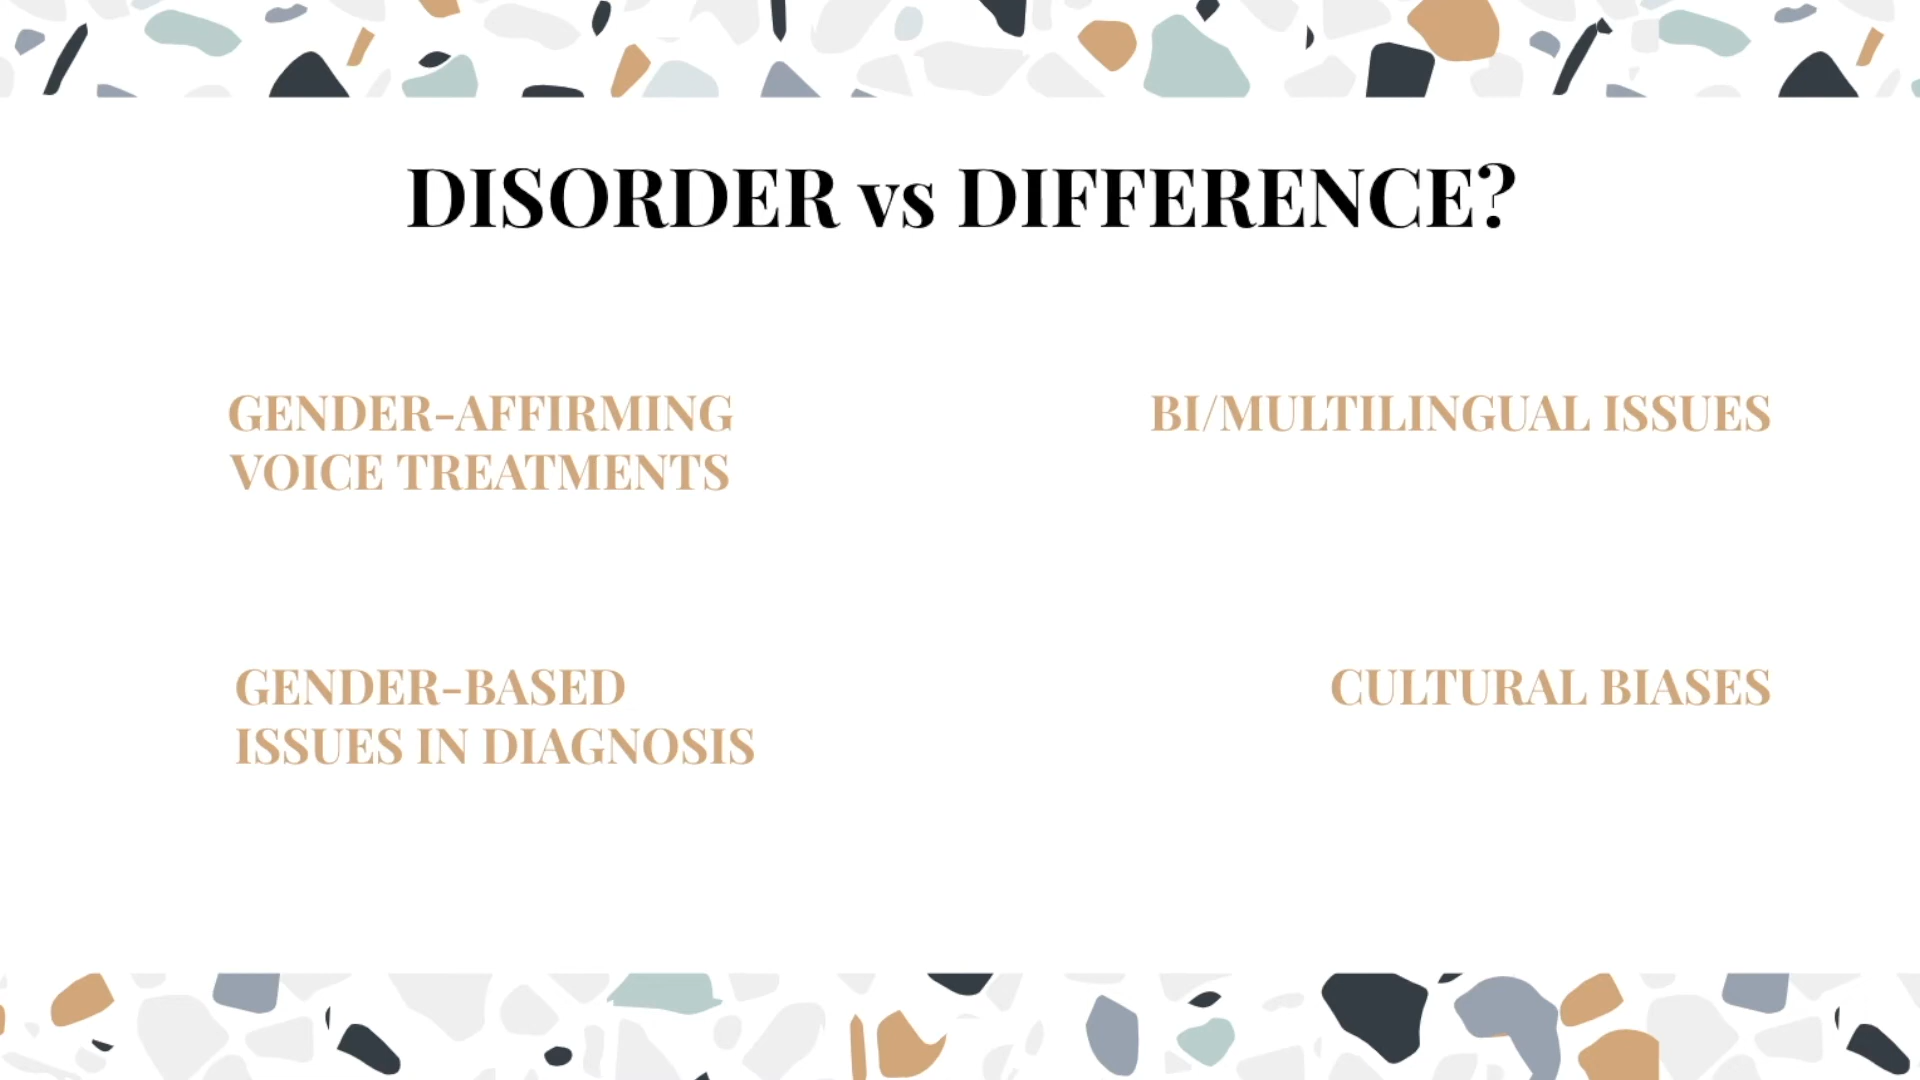 DISORDER vs DIFFERENCE?
GENDER-AFFIRMING
VOICE TREATMENTS
BI/MULTILINGUAL ISSUES
GENDER-BASED
ISSUES IN DIAGNOSIS
CULTURAL BIASES